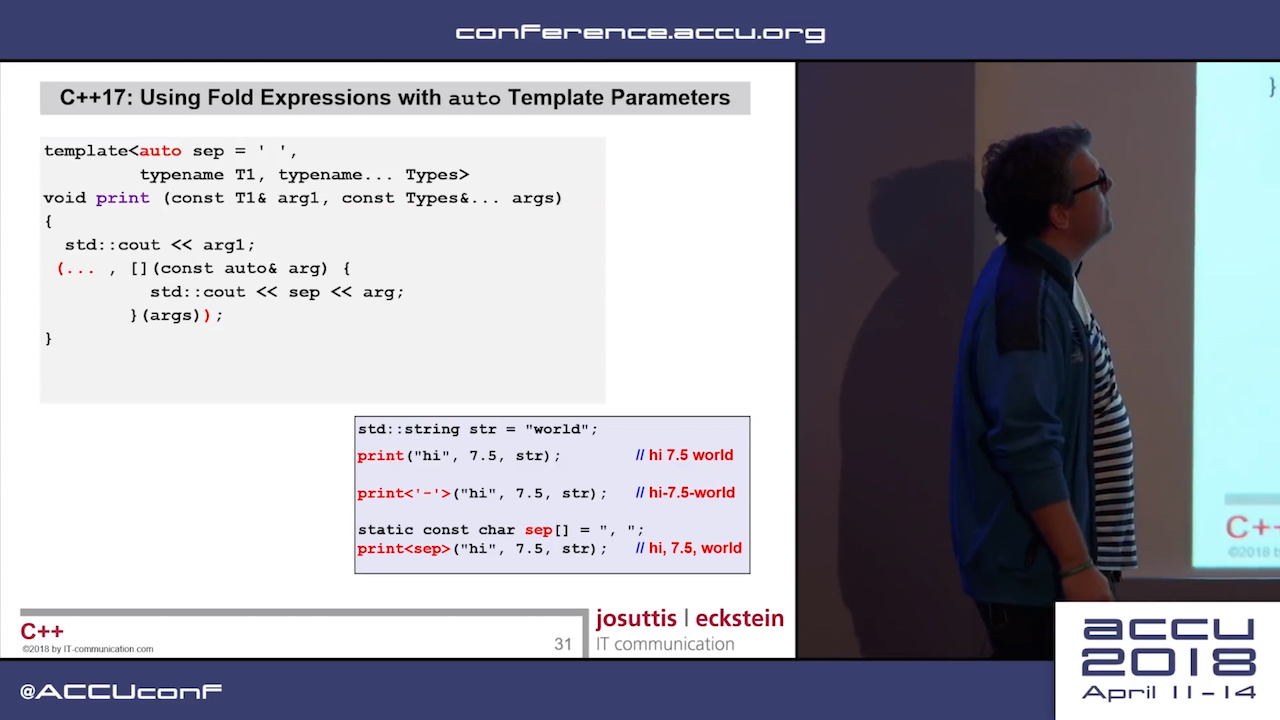 conference.accu.org
C++17: Using Fold Expressions with auto Template Parameters
template<auto sep = ' ',
typename T1, typename... Types>
void print (const T1& arg1, const Types&... args)
{
std::cout << arg1;
(... , [](const auto& arg) {
std::cout << sep << arg;
}(args));
}
std::string str = "world";
print("hi", 7.5, str); // hi 7.5 world
print<'-'>("hi", 7.5, str); // hi-7.5-world
static const char sep[] = ", ";
print<sep>("hi", 7.5, str); // hi, 7.5, world
C++
©2018 by IT-communication.com
31
josuttis | eckstein
IT communication
}
C++
©2018 by
@ACCUconf
accu
2018
April 11-14